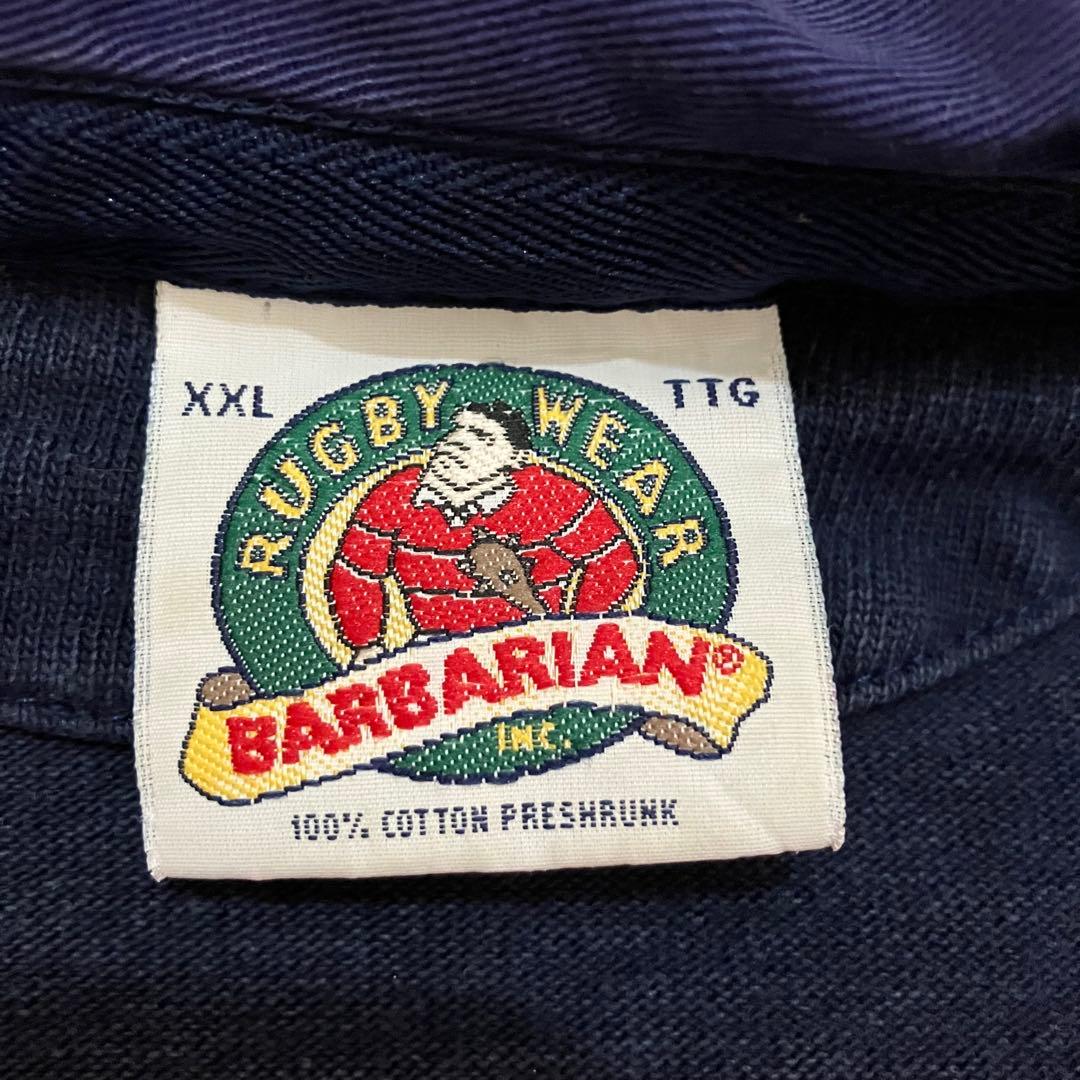 XXL TTG
RUGBY WEAR
BARBARIAN®
INC.
100% COTTON PRESHRUNK